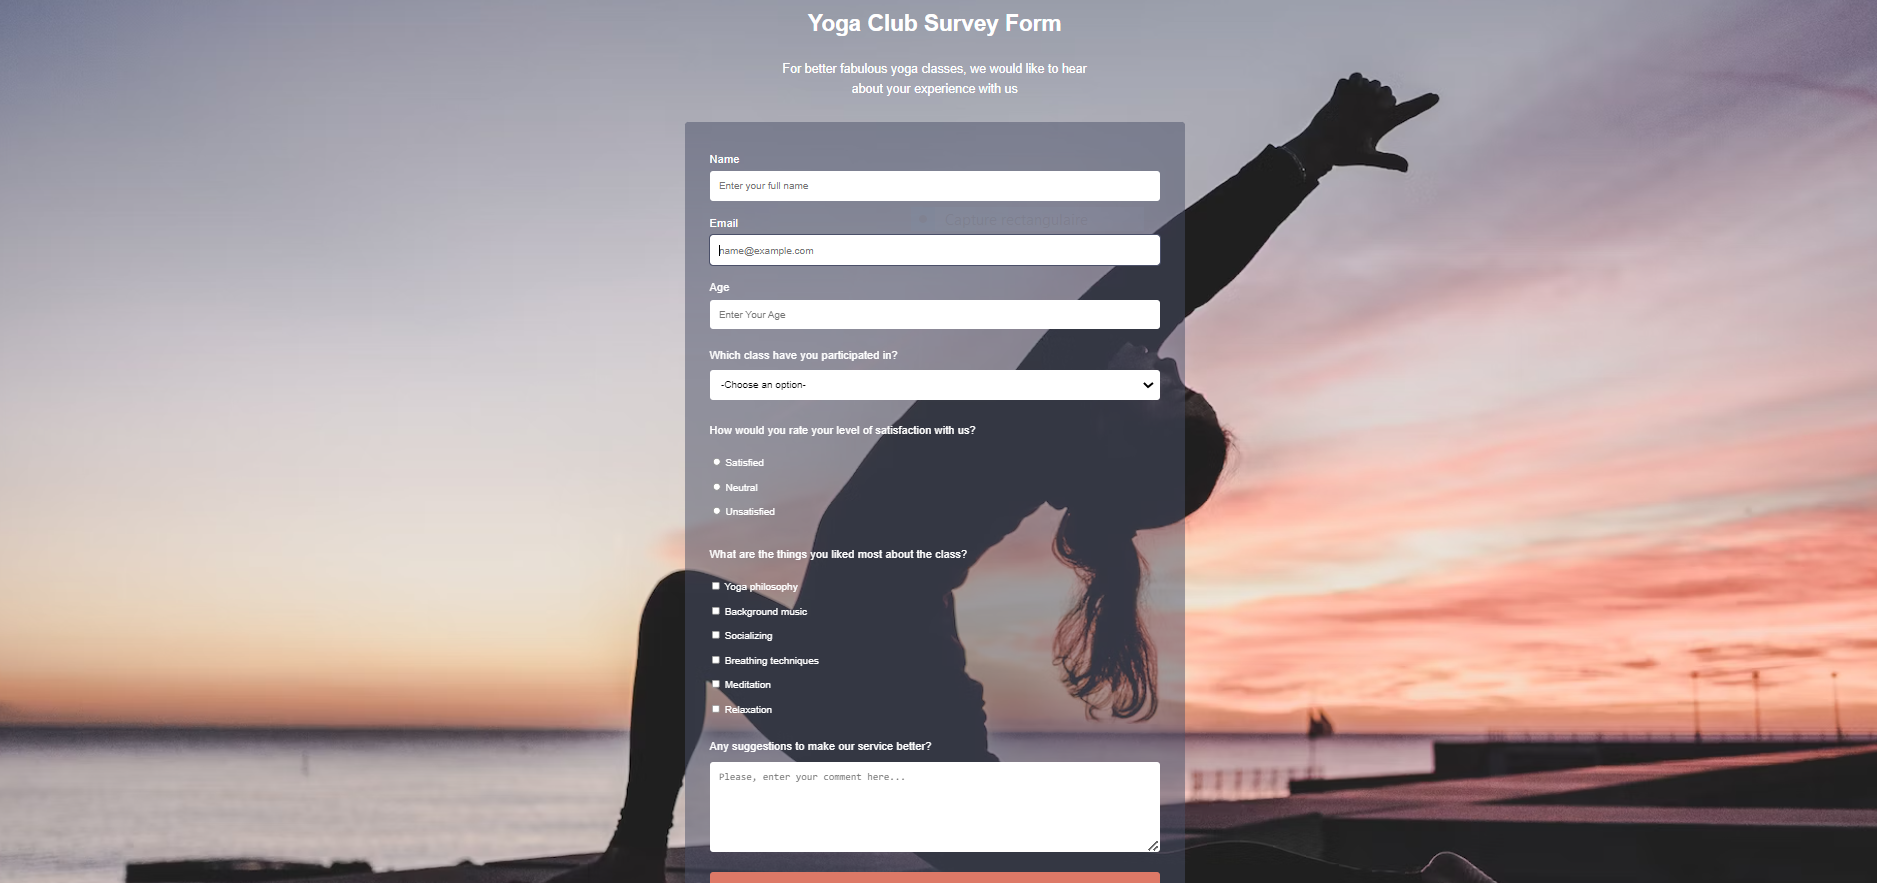 Yoga Club Survey Form
For better fabulous yoga classes, we would like to hear
about your experience with us
Name
Enter your full name
Capture rectangulaire
Email
name@example.com
Age
Enter Your Age
Which class have you participated in?
-Choose an option-
How would you rate your level of satisfaction with us?
Satisfied
Neutral
Unsatisfied
What are the things you liked most about the class?
Yoga philosophy
Background music
Socializing
Breathing techniques
Meditation
Relaxation
Any suggestions to make our service better?
Please, enter your comment here...